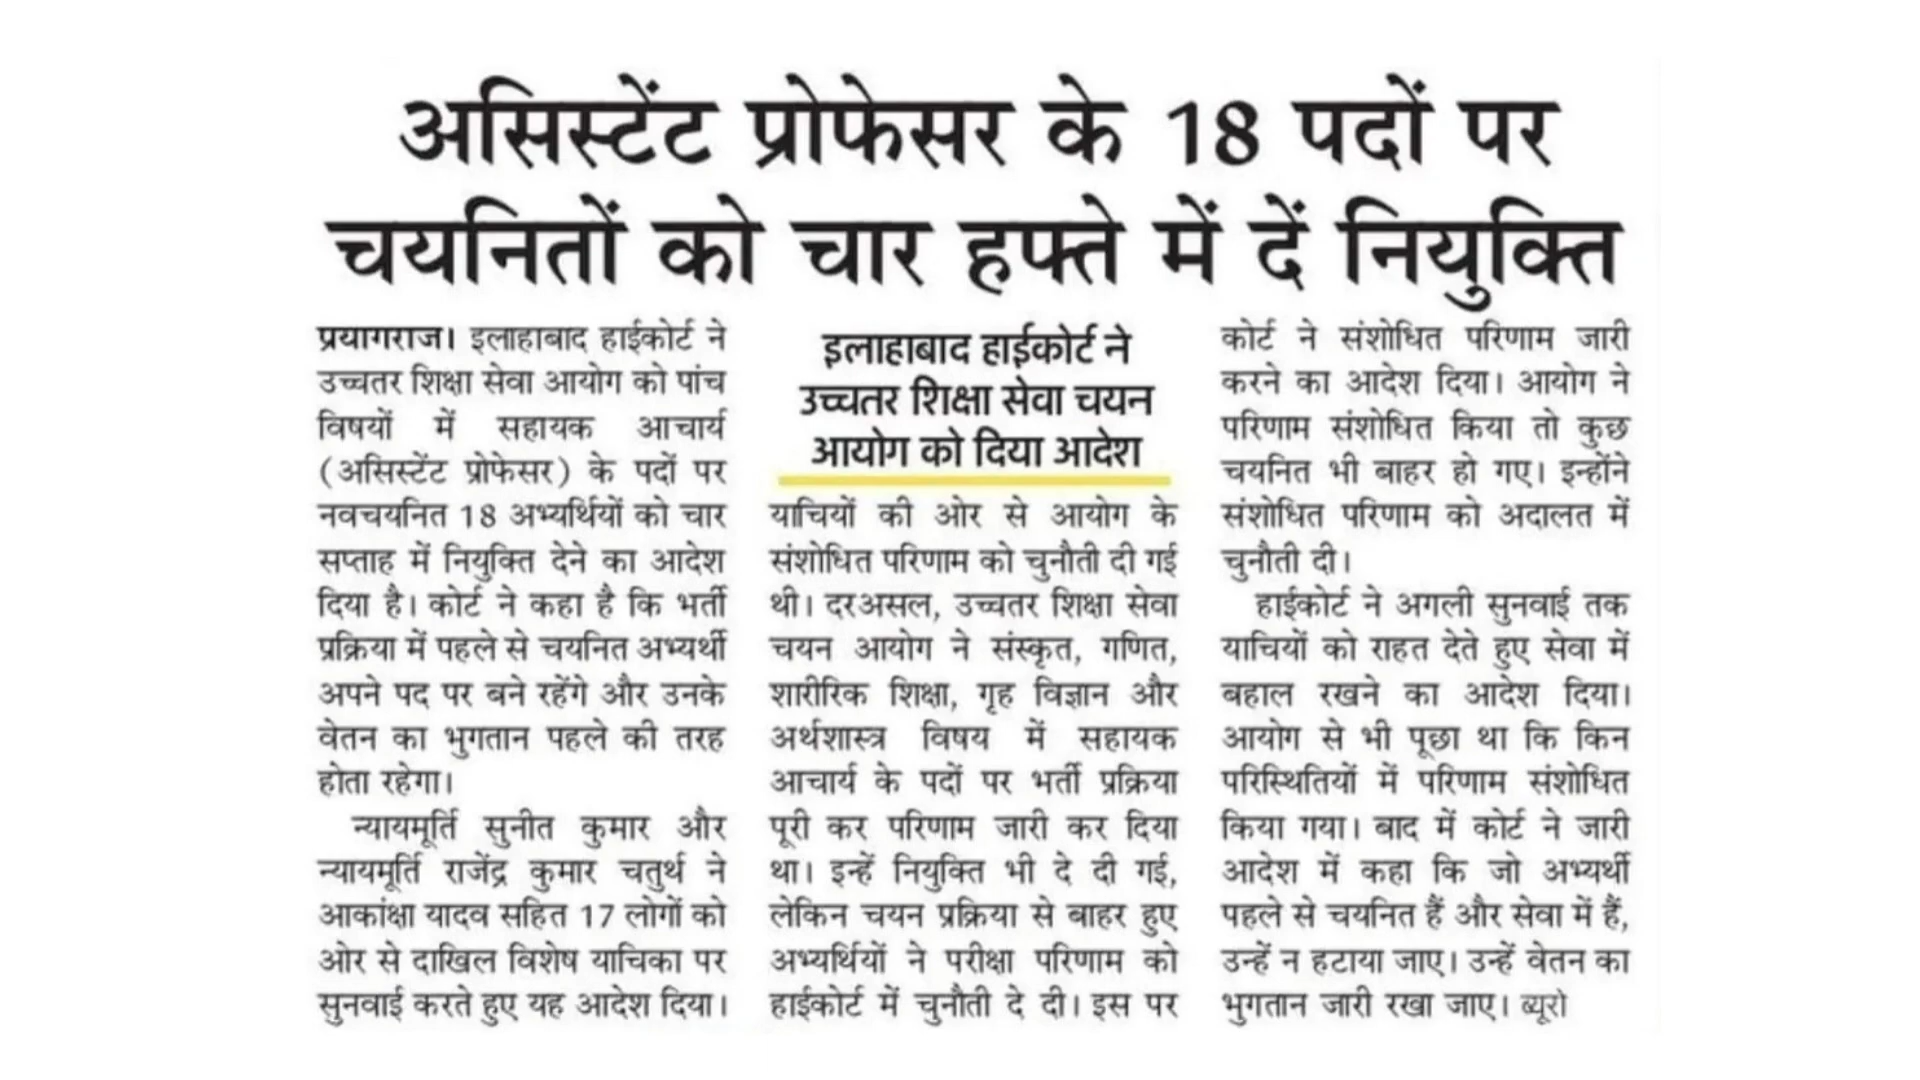 असिस्टेंट प्रोफेसर के 18 पदों पर
चयनितों को चार हफ्ते में दें नियुक्ति
प्रयागराज। इलाहाबाद हाईकोर्ट ने
उच्चतर शिक्षा सेवा आयोग को पांच
विषयों में सहायक आचार्य
(असिस्टेंट प्रोफेसर) के पदों पर
नवचयनित 18 अभ्यर्थियों को चार
सप्ताह में नियुक्ति देने का आदेश
दिया है। कोर्ट ने कहा है कि भर्ती
प्रक्रिया में पहले से चयनित अभ्यर्थी
अपने पद पर बने रहेंगे और उनके
वेतन का भुगतान पहले की तरह
होता रहेगा।
न्यायमूर्ति सुनीत कुमार और
न्यायमूर्ति राजेंद्र कुमार चतुर्थ ने
आकांक्षा यादव सहित 17 लोगों को
ओर से दाखिल विशेष याचिका पर
सुनवाई करते हुए यह आदेश दिया।
इलाहाबाद हाईकोर्ट ने
उच्चतर शिक्षा सेवा चयन
आयोग को दिया आदेश
याचियों की ओर से आयोग के
संशोधित परिणाम को चुनौती दी गई
थी। दरअसल, उच्चतर शिक्षा सेवा
चयन आयोग ने संस्कृत, गणित,
शारीरिक शिक्षा, गृह विज्ञान और
अर्थशास्त्र विषय में सहायक
आचार्य के पदों पर भर्ती प्रक्रिया
पूरी कर परिणाम जारी कर दिया
था। इन्हें नियुक्ति भी दे दी गई,
लेकिन चयन प्रक्रिया से बाहर हुए
अभ्यर्थियों ने परीक्षा परिणाम को
हाईकोर्ट में चुनौती दे दी। इस पर
कोर्ट ने संशोधित परिणाम जारी
करने का आदेश दिया। आयोग ने
परिणाम संशोधित किया तो कुछ
चयनित भी बाहर हो गए। इन्होंने
संशोधित परिणाम को अदालत में
चुनौती दी।
हाईकोर्ट ने अगली सुनवाई तक
याचियों को राहत देते हुए सेवा में
बहाल रखने का आदेश दिया।
आयोग से भी पूछा था कि किन
परिस्थितियों में परिणाम संशोधित
किया गया। बाद में कोर्ट ने जारी
आदेश में कहा कि जो अभ्यर्थी
पहले से चयनित हैं और सेवा में हैं,
उन्हें न हटाया जाए। उन्हें वेतन का
भुगतान जारी रखा जाए। ब्यूरो